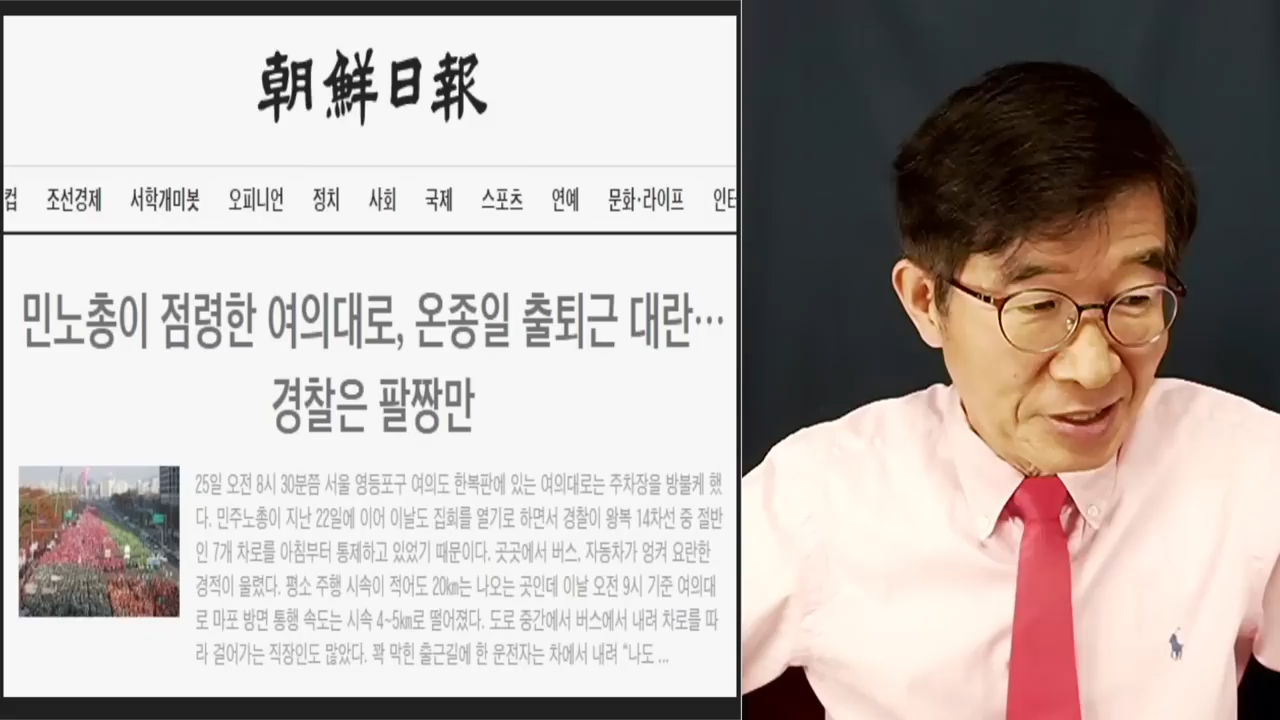 朝鮮日報
컵 조선경제 서학개미봇 오피니언 정치 사회 국제 스포츠 연예 문화·라이프 인터
민노총이 점령한 여의대로, 온종일 출퇴근 대란…
경찰은 팔짱만
25일 오전 8시 30분쯤 서울 영등포구 여의도 한복판에 있는 여의대로는 주차장을 방불케 했
다. 민주노총이 지난 22일에 이어 이날도 집회를 열기로 하면서 경찰이 왕복 14차선 중 절반
인 7개 차로를 아침부터 통제하고 있었기 때문이다. 곳곳에서 버스, 자동차가 엉켜 요란한
경적이 울렸다. 평소 주행 시속이 적어도 20km는 나오는 곳인데 이날 오전 9시 기준 여의대
로 마포 방면 통행 속도는 시속 4~5km로 떨어졌다. 도로 중간에서 버스에서 내려 차로를 따
라 걸어가는 직장인도 많았다. 꽉 막힌 출근길에 한 운전자는 차에서 내려 “나도 ...